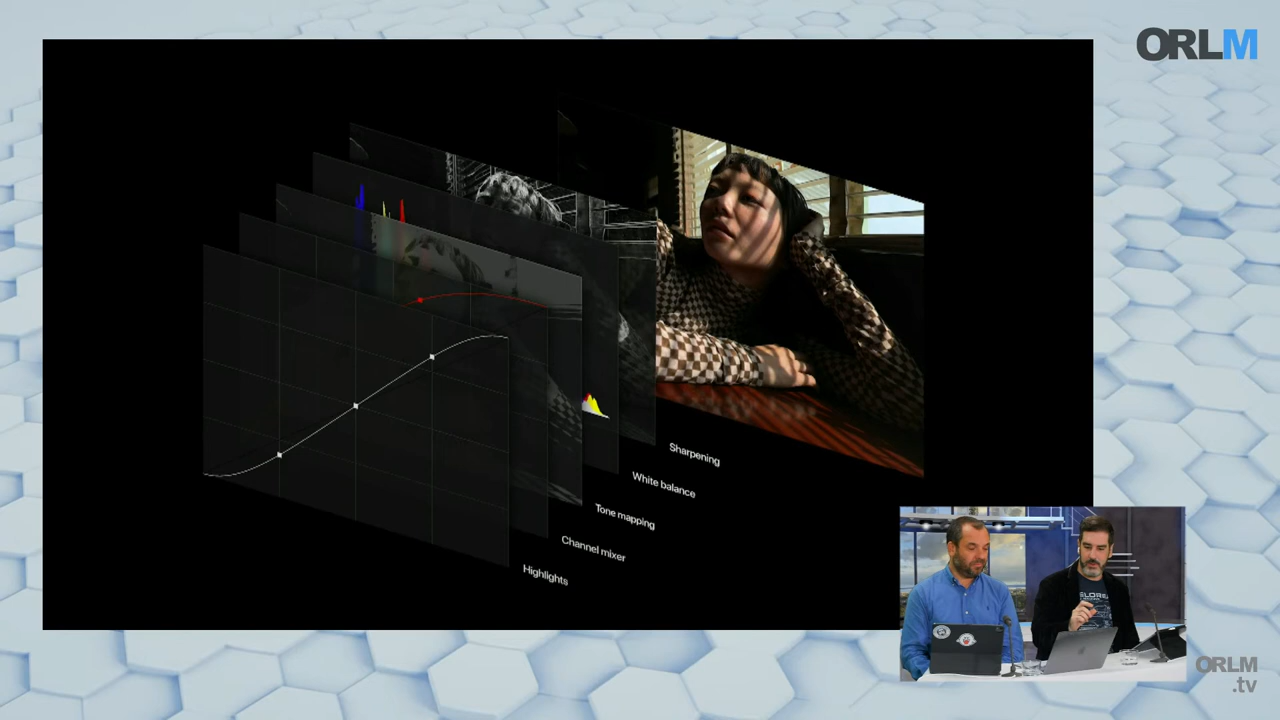 ORLM
Sharpening
White balance
Tone mapping
Channel mixer
Highlights
ORLM
.tv